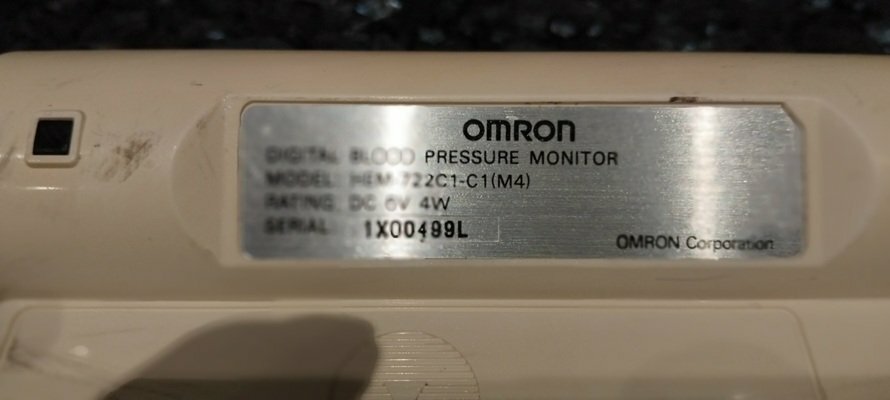 OMRON
DIGITAL BLOOD PRESSURE MONITOR
MODEL HEM-722C1-C1(M4)
RATING DC 6V 4W
SERIAL 1X00499L
OMRON Corporation